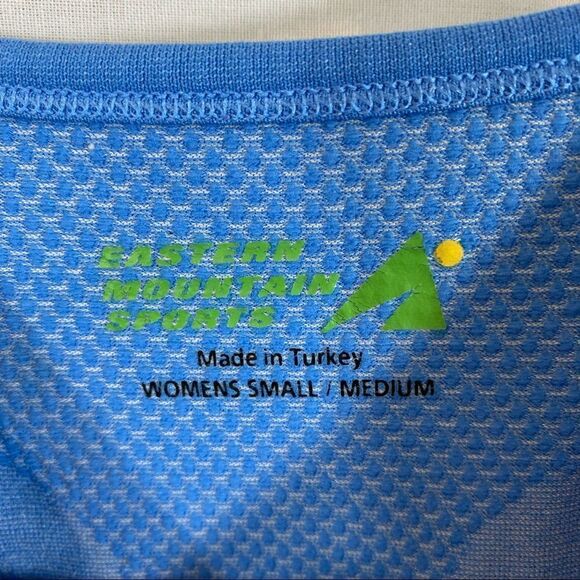 EASTERN
MOUNTAIN
SPORTS
Made in Turkey
WOMENS SMALL / MEDIUM